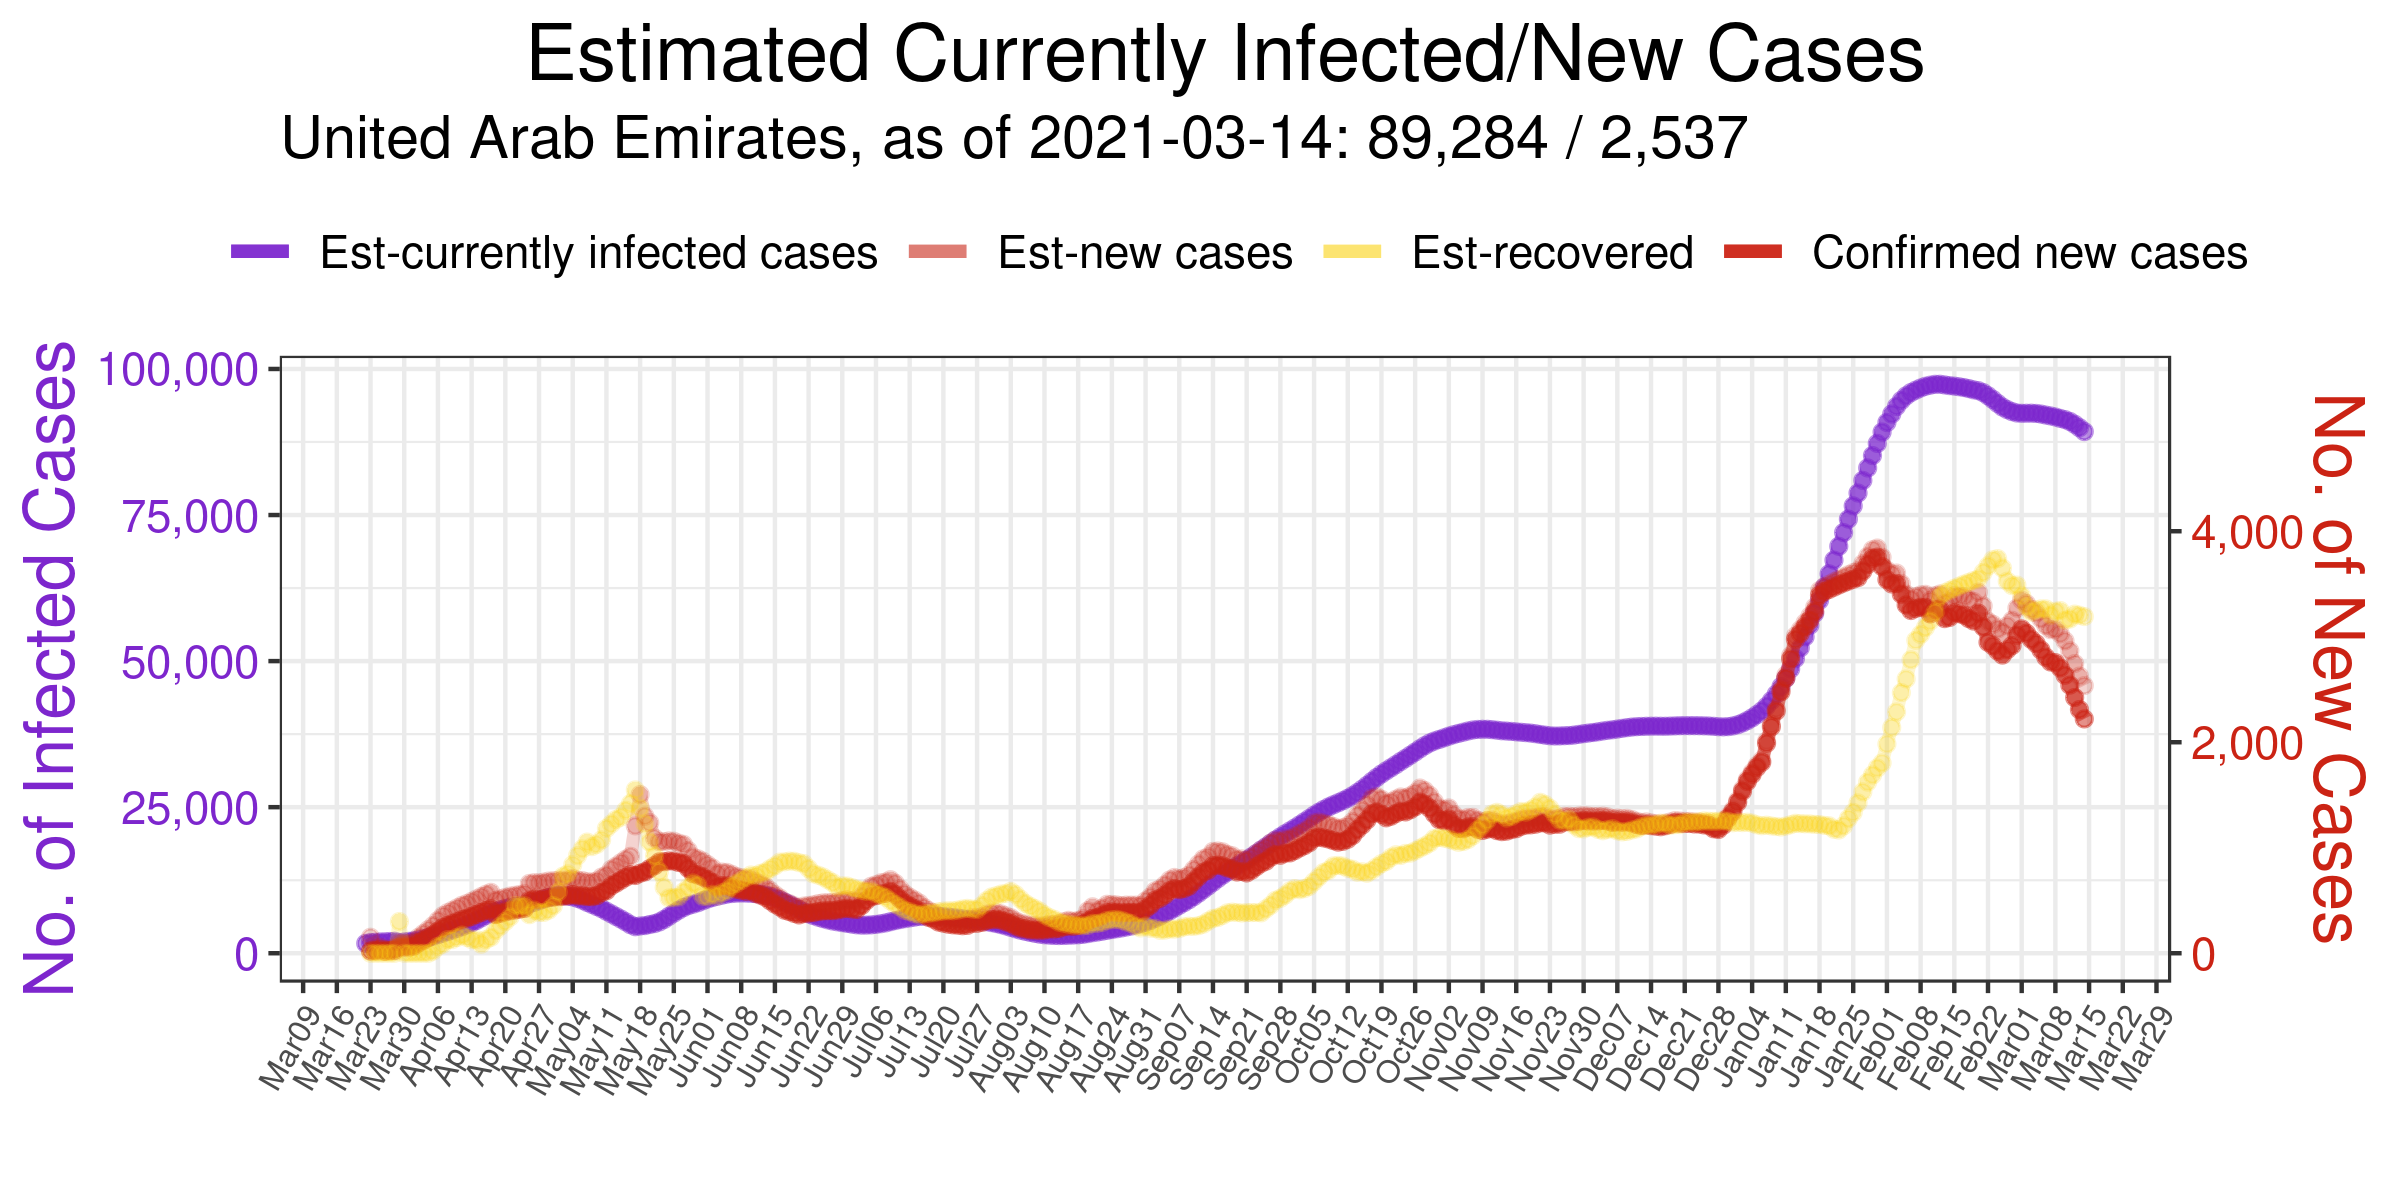 Estimated Currently Infected/New Cases
United Arab Emirates, as of 2021-03-14: 89,284 / 2,537
Est-currently infected cases Est-new cases Est-recovered Confirmed new cases
No. of Infected Cases
100,000
75,000
50,000
25,000
0
4,000
2,000
0
No. of New Cases
Mar09 Mar16 Mar23 Mar30 Apr06 Apr13 Apr20 Apr27 May04 May11 May18 May25 Jun01 Jun08 Jun15 Jun22 Jun29 Jul06 Jul13 Jul20 Jul27 Aug03 Aug10 Aug17 Aug24 Aug31 Sep07 Sep14 Sep21 Sep28 Oct05 Oct12 Oct19 Oct26 Nov02 Nov09 Nov16 Nov23 Nov30 Dec07 Dec14 Dec21 Dec28 Jan04 Jan11 Jan18 Jan25 Feb01 Feb08 Feb15 Feb22 Mar01 Mar08 Mar15 Mar22 Mar29